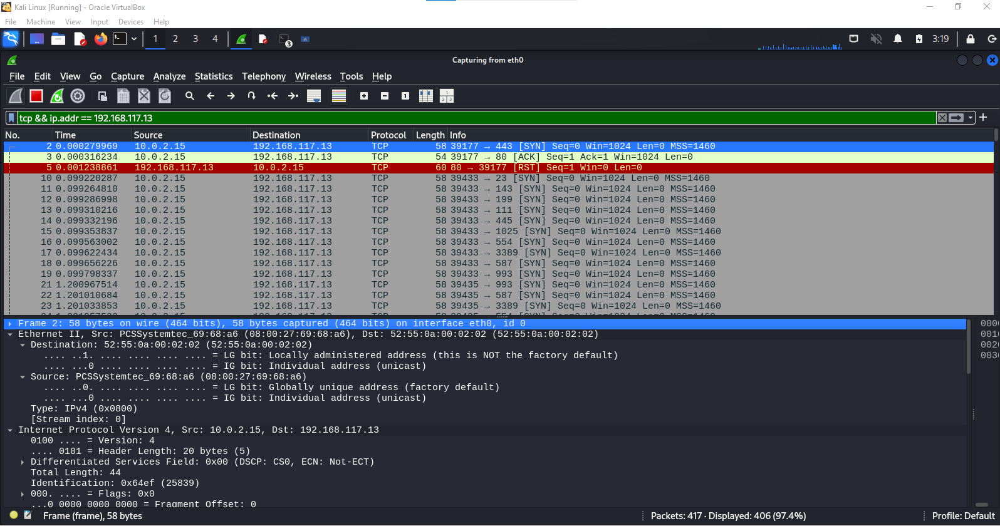 Kali Linux [Running] - Oracle VirtualBox
File Machine View Input Devices Help
1 2 3 4 3 3:19
Capturing from eth0
File Edit View Go Capture Analyze Statistics Telephony Wireless Tools Help
tcp && ip.addr == 192.168.117.13
No. Time Source Destination Protocol Length Info
2 0.000279969 10.0.2.15 192.168.117.13 TCP 58 39177 → 443 [SYN] Seq=0 Win=1024 Len=0 MSS=1460
3 0.000316234 10.0.2.15 192.168.117.13 TCP 54 39177 → 80 [ACK] Seq=1 Ack=1 Win=1024 Len=0
5 0.001238861 192.168.117.13 10.0.2.15 TCP 60 80 → 39177 [RST] Seq=1 Win=0 Len=0
10 0.099220287 10.0.2.15 192.168.117.13 TCP 58 39433 → 23 [SYN] Seq=0 Win=1024 Len=0 MSS=1460
11 0.099264810 10.0.2.15 192.168.117.13 TCP 58 39433 → 143 [SYN] Seq=0 Win=1024 Len=0 MSS=1460
12 0.099286998 10.0.2.15 192.168.117.13 TCP 58 39433 → 199 [SYN] Seq=0 Win=1024 Len=0 MSS=1460
13 0.099310216 10.0.2.15 192.168.117.13 TCP 58 39433 → 111 [SYN] Seq=0 Win=1024 Len=0 MSS=1460
14 0.099332196 10.0.2.15 192.168.117.13 TCP 58 39433 → 445 [SYN] Seq=0 Win=1024 Len=0 MSS=1460
15 0.099353837 10.0.2.15 192.168.117.13 TCP 58 39433 → 1025 [SYN] Seq=0 Win=1024 Len=0 MSS=1460
16 0.099563002 10.0.2.15 192.168.117.13 TCP 58 39433 → 554 [SYN] Seq=0 Win=1024 Len=0 MSS=1460
17 0.099622434 10.0.2.15 192.168.117.13 TCP 58 39433 → 3389 [SYN] Seq=0 Win=1024 Len=0 MSS=1460
18 0.099656226 10.0.2.15 192.168.117.13 TCP 58 39433 → 587 [SYN] Seq=0 Win=1024 Len=0 MSS=1460
19 0.099798337 10.0.2.15 192.168.117.13 TCP 58 39433 → 993 [SYN] Seq=0 Win=1024 Len=0 MSS=1460
21 1.200967514 10.0.2.15 192.168.117.13 TCP 58 39435 → 993 [SYN] Seq=0 Win=1024 Len=0 MSS=1460
22 1.201010684 10.0.2.15 192.168.117.13 TCP 58 39435 → 587 [SYN] Seq=0 Win=1024 Len=0 MSS=1460
23 1.201033853 10.0.2.15 192.168.117.13 TCP 58 39435 → 3389 [SYN] Seq=0 Win=1024 Len=0 MSS=1460
Frame 2: 58 bytes on wire (464 bits), 58 bytes captured (464 bits) on interface eth0, id 0
Ethernet II, Src: PCSSystemtec_69:68:a6 (08:00:27:69:68:a6), Dst: 52:55:0a:00:02:02 (52:55:0a:00:02:02)
Destination: 52:55:0a:00:02:02 (52:55:0a:00:02:02)
.... ..1. .... .... .... .... = LG bit: Locally administered address (this is NOT the factory default)
.... ...0 .... .... .... .... = IG bit: Individual address (unicast)
Source: PCSSystemtec_69:68:a6 (08:00:27:69:68:a6)
.... ..0. .... .... .... .... = LG bit: Globally unique address (factory default)
.... ...0 .... .... .... .... = IG bit: Individual address (unicast)
Type: IPv4 (0x0800)
[Stream index: 0]
Internet Protocol Version 4, Src: 10.0.2.15, Dst: 192.168.117.13
0100 .... = Version: 4
.... 0101 = Header Length: 20 bytes (5)
Differentiated Services Field: 0x00 (DSCP: CS0, ECN: Not-ECT)
Total Length: 44
Identification: 0x64ef (25839)
000. .... = Flags: 0x0
...0 0000 0000 0000 = Fragment Offset: 0
000
001
002
003
Frame (frame), 58 bytes
Packets: 417 · Displayed: 406 (97.4%)
Profile: Default